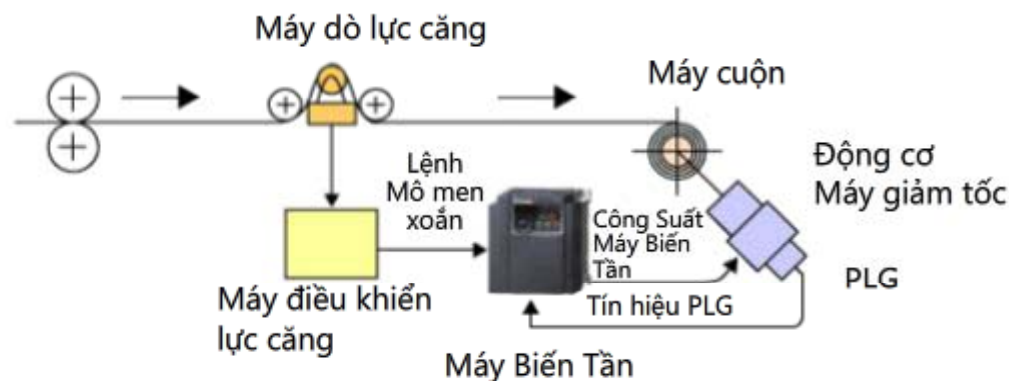 Máy dò lực căng
Máy cuộn
Động cơ
Máy giảm tốc
Lệnh
Mô men
xoắn
Công Suất
Máy Biến
Tần
PLG
Tín hiệu PLG
Máy điều khiển
lực căng
Máy Biến Tần